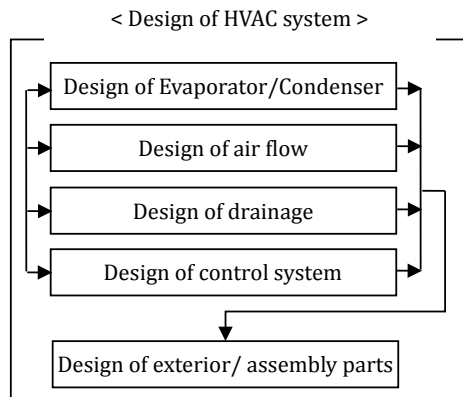 < Design of HVAC system >
Design of Evaporator/Condenser
Design of air flow
Design of drainage
Design of control system
Design of exterior/ assembly parts